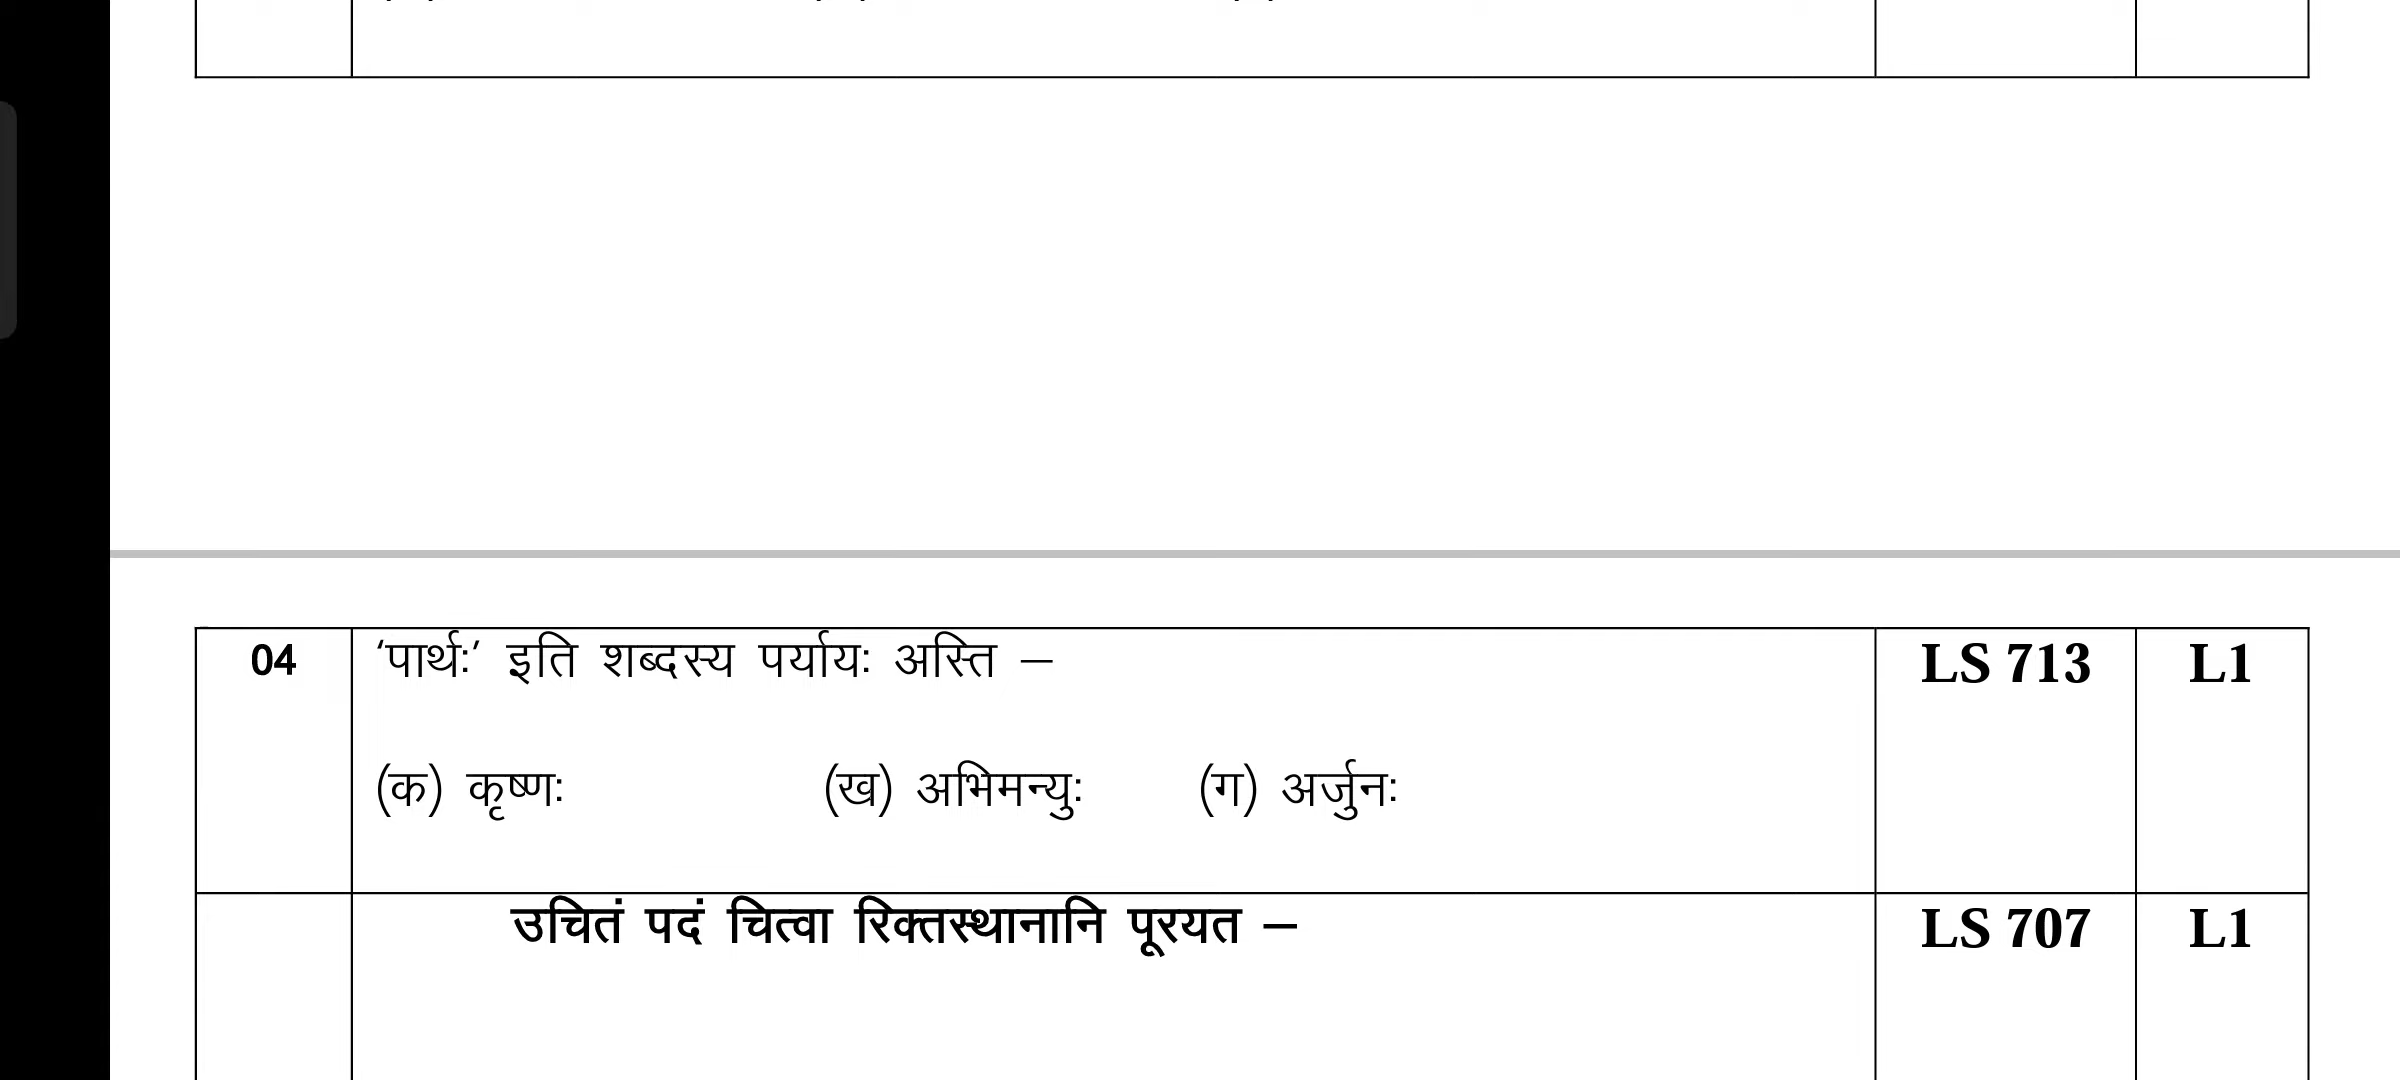 04 ‘पार्थः’ इति शब्दस्य पर्यायः अस्ति – LS 713 L1
(क) कृष्णः (ख) अभिमन्युः (ग) अर्जुनः
उचितं पदं चित्वा रिक्तस्थानानि पूरयत – LS 707 L1